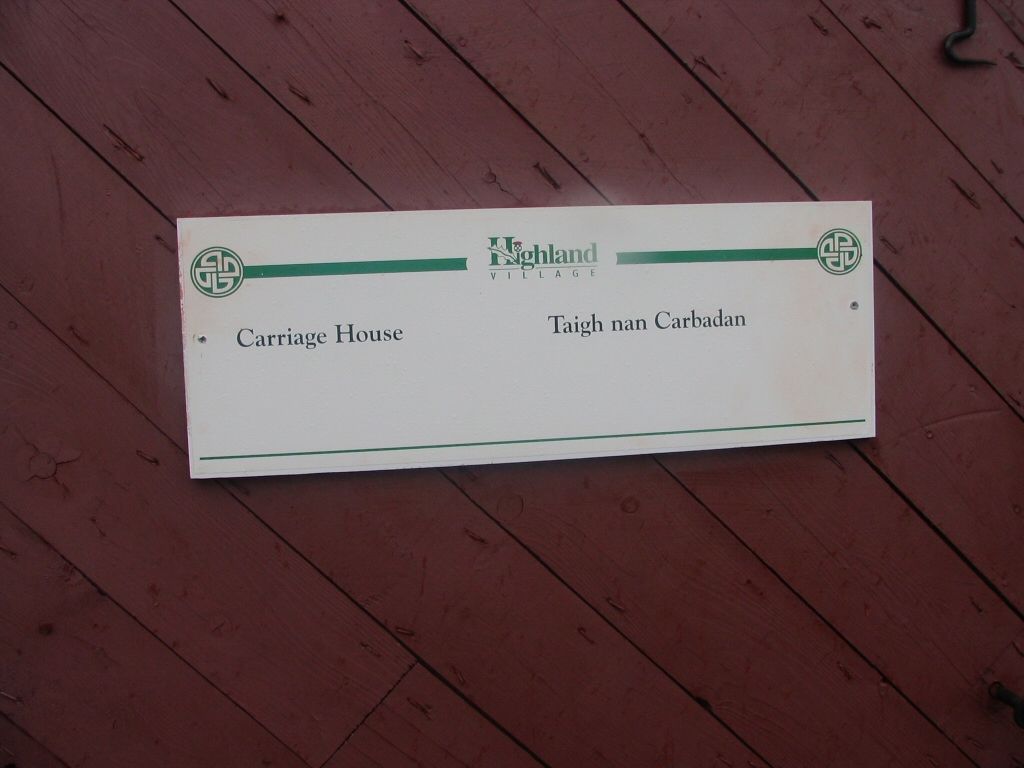 Highland
VILLAGE
Carriage House
Taigh nan Carbadan